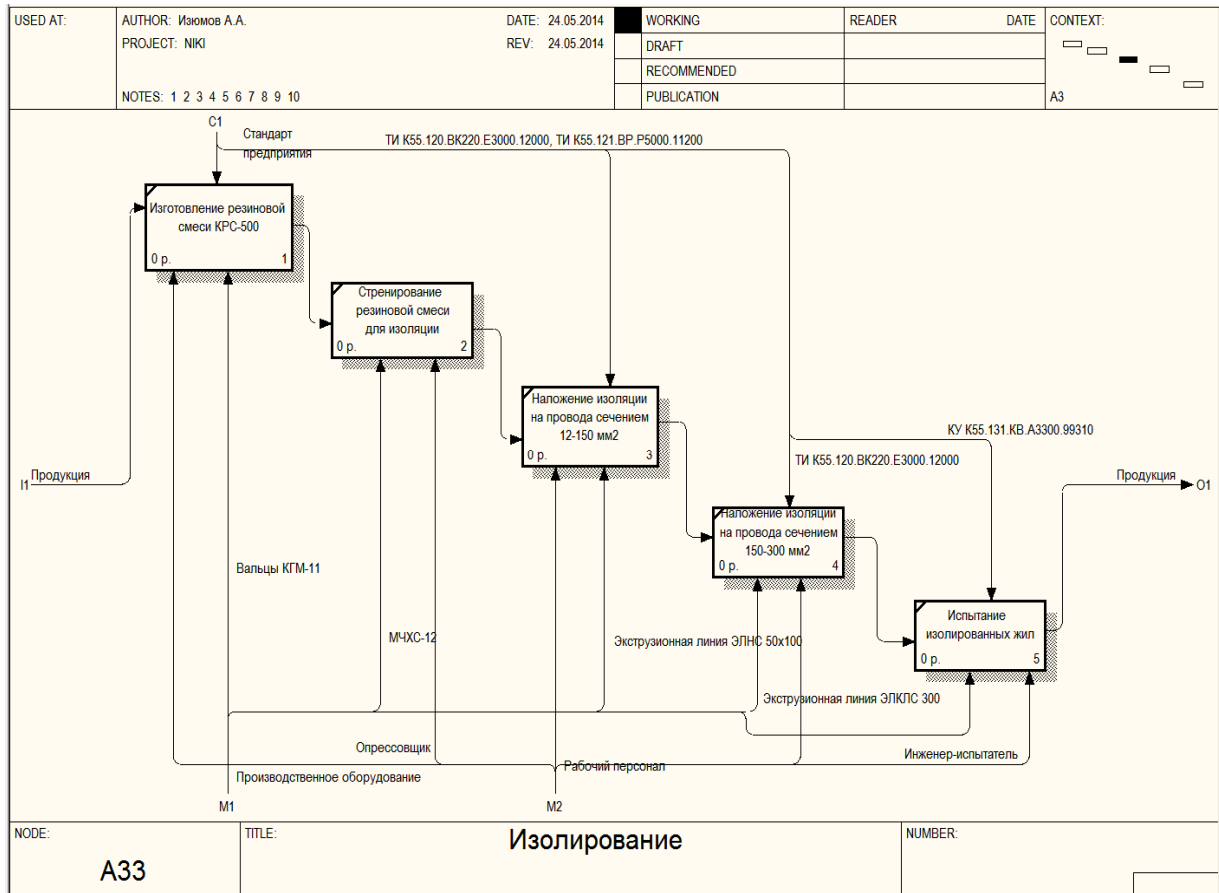 USED AT:
AUTHOR: Изюмов А.А.
DATE: 24.05.2014
PROJECT: NIKI
REV: 24.05.2014
NOTES: 1 2 3 4 5 6 7 8 9 10
WORKING
DRAFT
RECOMMENDED
PUBLICATION
READER
DATE
CONTEXT:
A3
C1
Стандарт
предприятия
ТИ К55.120.ВК220.Е3000.12000, ТИ К55.121.ВР.Р5000.11200
Изготовление резиновой
смеси КРС-500
0 р.
1
Стренирование
резиновой смеси
для изоляции
0 р.
2
Наложение изоляции
на провода сечением
12-150 мм2
0 р.
3
КУ К55.131.КВ.А3300.99310
ТИ К55.120.ВК220.Е3000.12000
I1
Продукция
Продукция
O1
Наложение изоляции
на провода сечением
150-300 мм2
0 р.
4
Вальцы КГМ-11
Испытание
изолированных жил
0 р.
5
МЧХС-12
Экструзионная линия ЭЛНС 50х100
Экструзионная линия ЭЛКЛС 300
Опрессовщик
Инженер-испытатель
Рабочий персонал
Производственное оборудование
M1
M2
NODE:
A33
TITLE:
Изолирование
NUMBER: